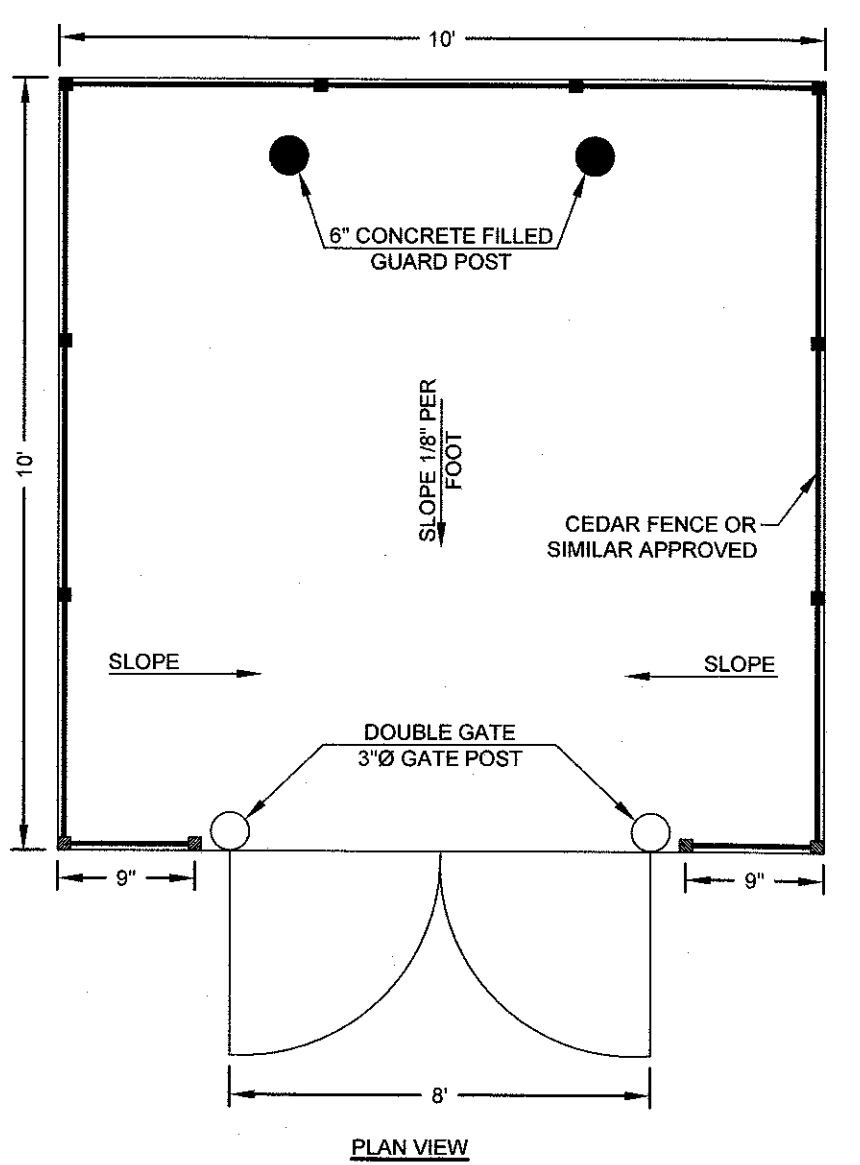 10'
6" CONCRETE FILLED
GUARD POST
10'
SLOPE 1/8" PER
FOOT
CEDAR FENCE OR
SIMILAR APPROVED
SLOPE
SLOPE
DOUBLE GATE
3"Ø GATE POST
9"
9"
8'
PLAN VIEW